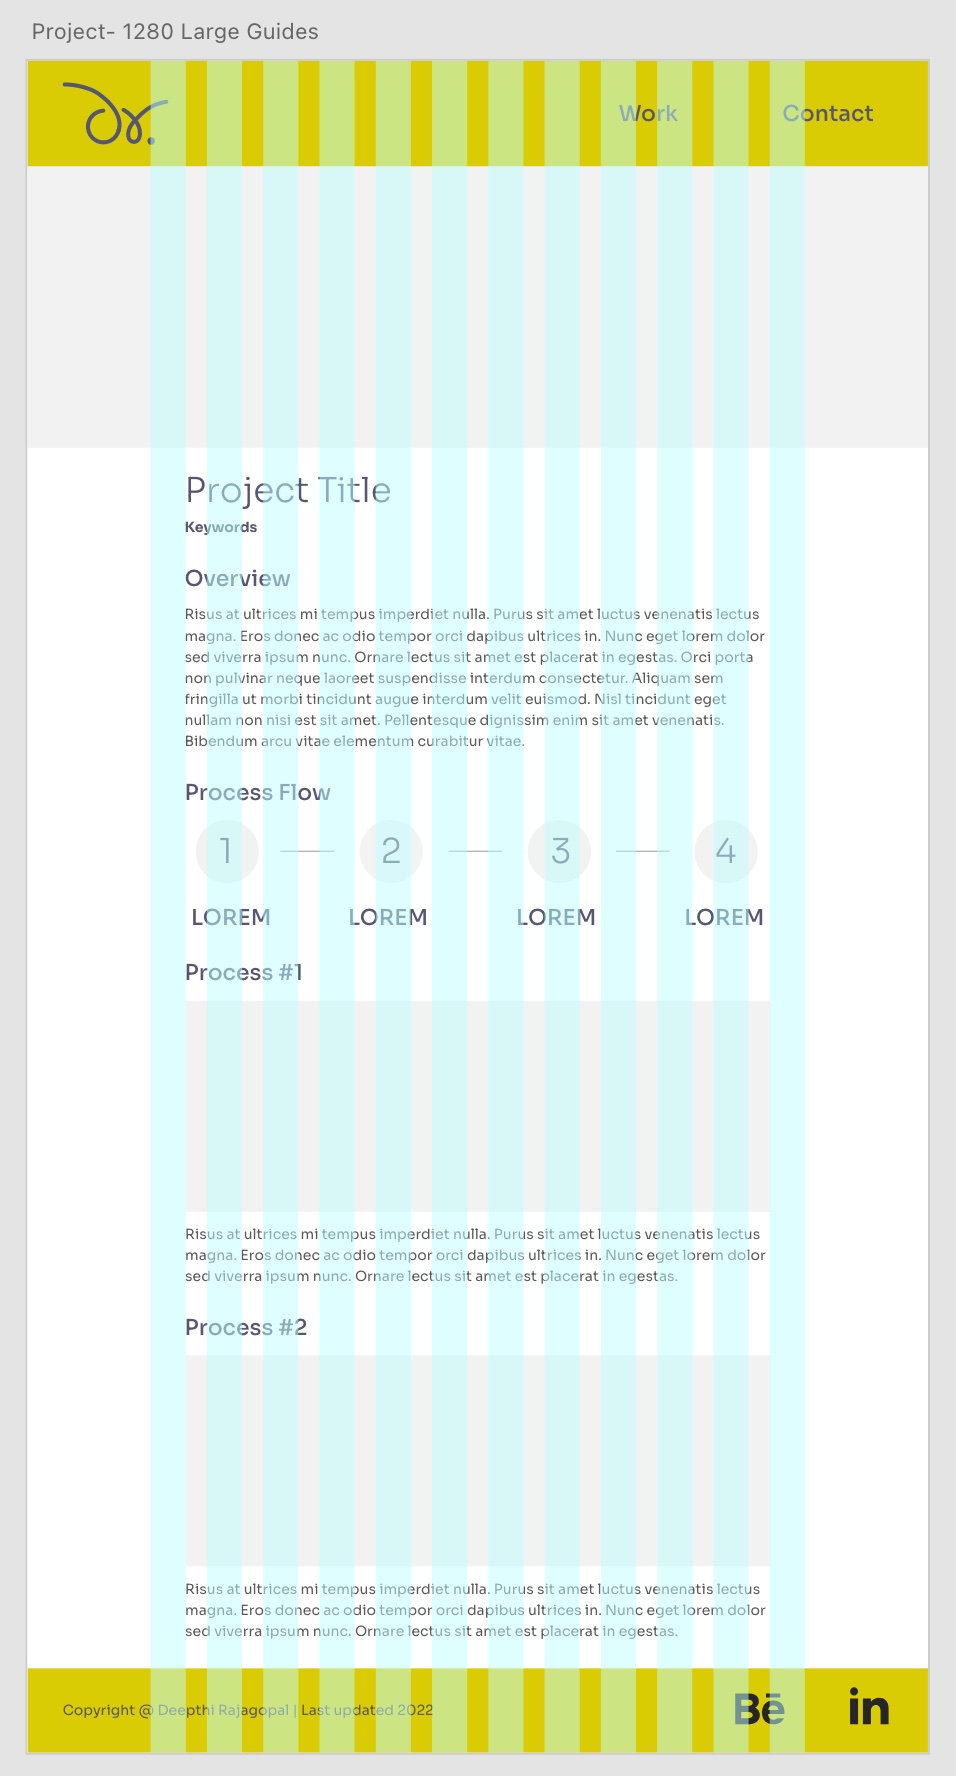 Project- 1280 Large Guides
Dr.
Work
Contact
Project Title
Keywords
Overview
Risus at ultrices mi tempus imperdiet nulla. Purus sit amet luctus venenatis lectus
magna. Eros donec ac odio tempor orci dapibus ultrices in. Nunc eget lorem dolor
sed viverra ipsum nunc. Ornare lectus sit amet est placerat in egestas. Orci porta
non pulvinar neque laoreet suspendisse interdum consectetur. Aliquam sem
fringilla ut morbi tincidunt augue interdum velit euismod. Nisl tincidunt eget
nullam non nisi est sit amet. Pellentesque dignissim enim sit amet venenatis.
Bibendum arcu vitae elementum curabitur vitae.
Process Flow
1 2 3 4
LOREM LOREM LOREM LOREM
Process #1
Risus at ultrices mi tempus imperdiet nulla. Purus sit amet luctus venenatis lectus
magna. Eros donec ac odio tempor orci dapibus ultrices in. Nunc eget lorem dolor
sed viverra ipsum nunc. Ornare lectus sit amet est placerat in egestas.
Process #2
Risus at ultrices mi tempus imperdiet nulla. Purus sit amet luctus venenatis lectus
magna. Eros donec ac odio tempor orci dapibus ultrices in. Nunc eget lorem dolor
sed viverra ipsum nunc. Ornare lectus sit amet est placerat in egestas.
Copyright @ Deepthi Rajagopal | Last updated 2022
Bē
in